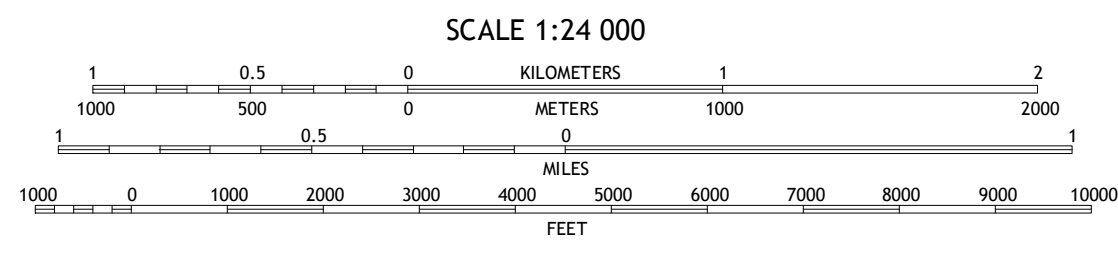 SCALE 1:24 000
1 0.5 0 KILOMETERS 1 2
1000 500 0 METERS 1000 2000
1 0.5 0 1
MILES
1000 0 1000 2000 3000 4000 5000 6000 7000 8000 9000 10000
FEET